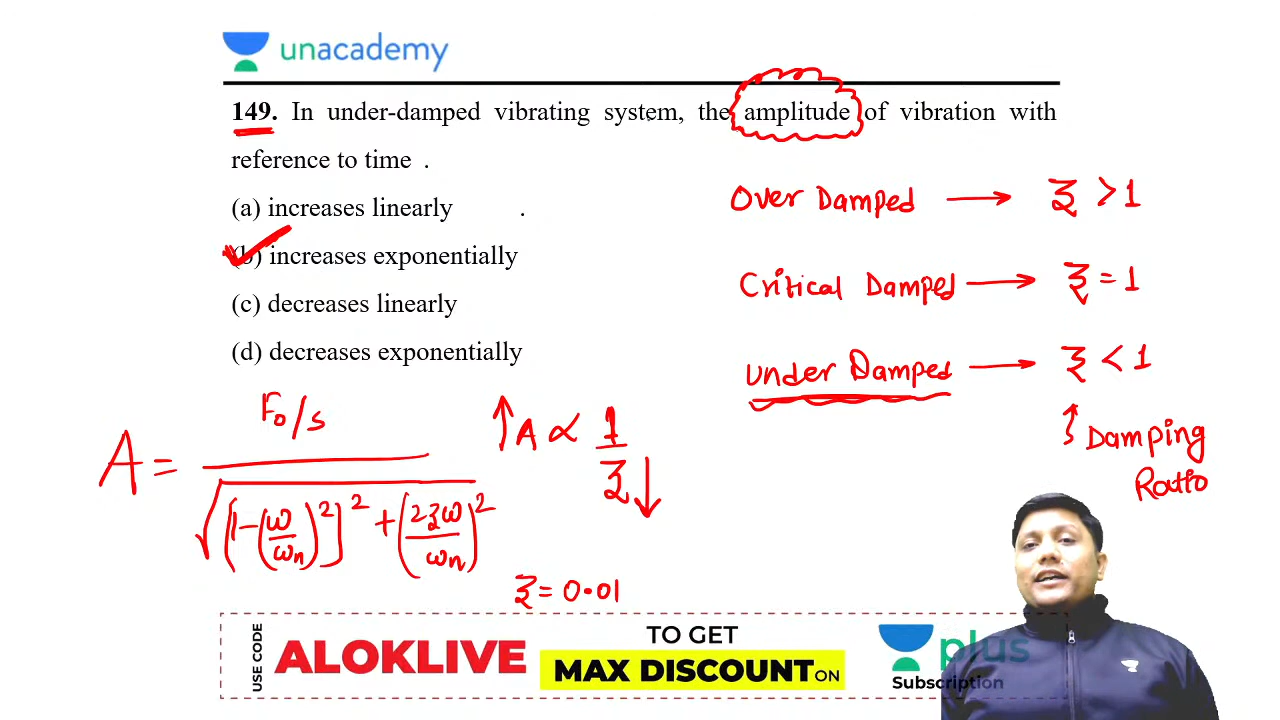 unacademy
149. In under-damped vibrating system, the amplitude of vibration with
reference to time .
(a) increases linearly .
(b) increases exponentially
(c) decreases linearly
(d) decreases exponentially
Over Damped → ξ > 1
Critical Damped → ξ = 1
Under Damped → ξ < 1
Damping
Ratio
A = F₀/s / √([1-(ω/ωn)²]² + (2ξω/ωn)²)
↑A ∝ 1/ξ↓
ξ = 0.01
USE CODE
ALOKLIVE
TO GET
MAX DISCOUNT ON
plus
Subscription